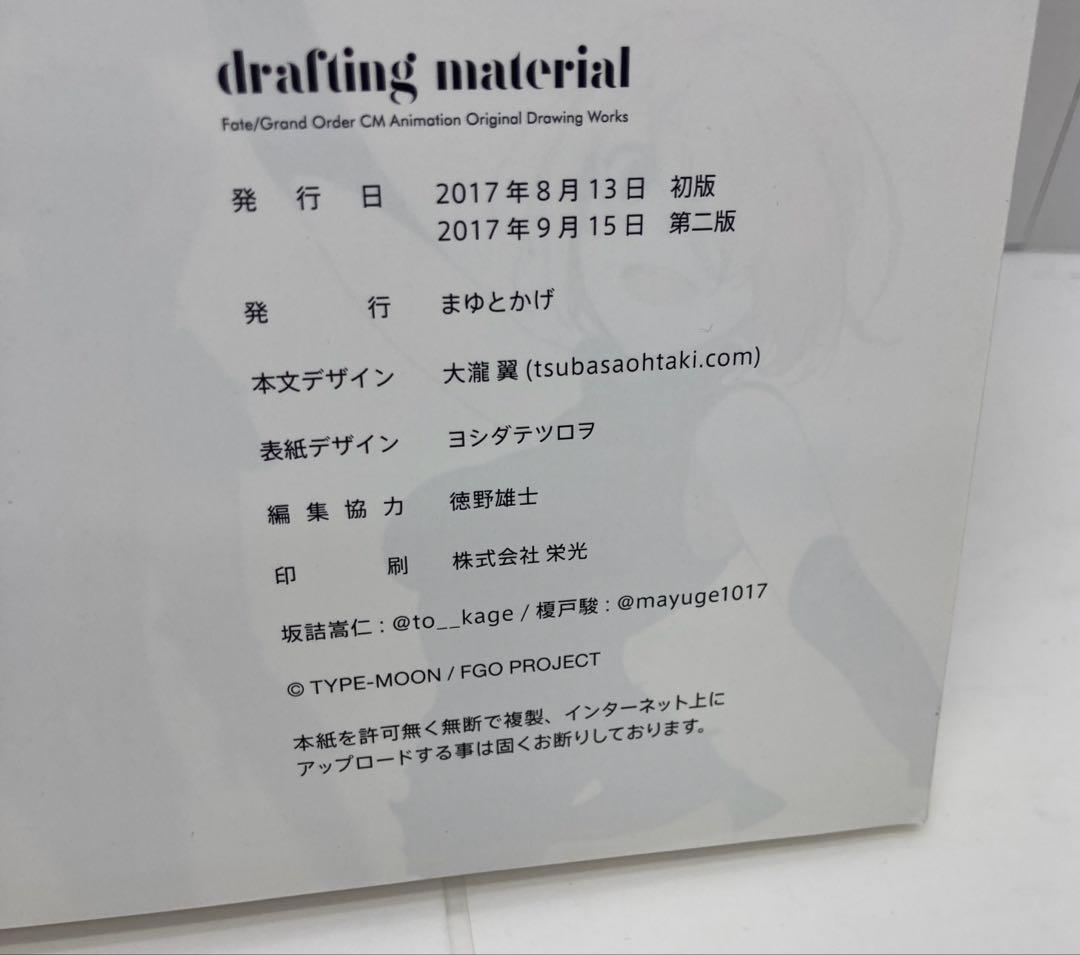 drafting material
Fate/Grand Order CM Animation Original Drawing Works
発行日 2017年8月13日 初版
2017年9月15日 第二版
発行 まゆとかげ
本文デザイン 大瀧 翼 (tsubasaohtaki.com)
表紙デザイン ヨシダテツロヲ
編集協力 徳野雄士
印刷 株式会社 栄光
坂詰嵩仁 : @to__kage / 榎戸駿 : @mayuge1017
© TYPE-MOON / FGO PROJECT
本紙を許可無く無断で複製、インターネット上に
アップロードする事は固くお断りしております。